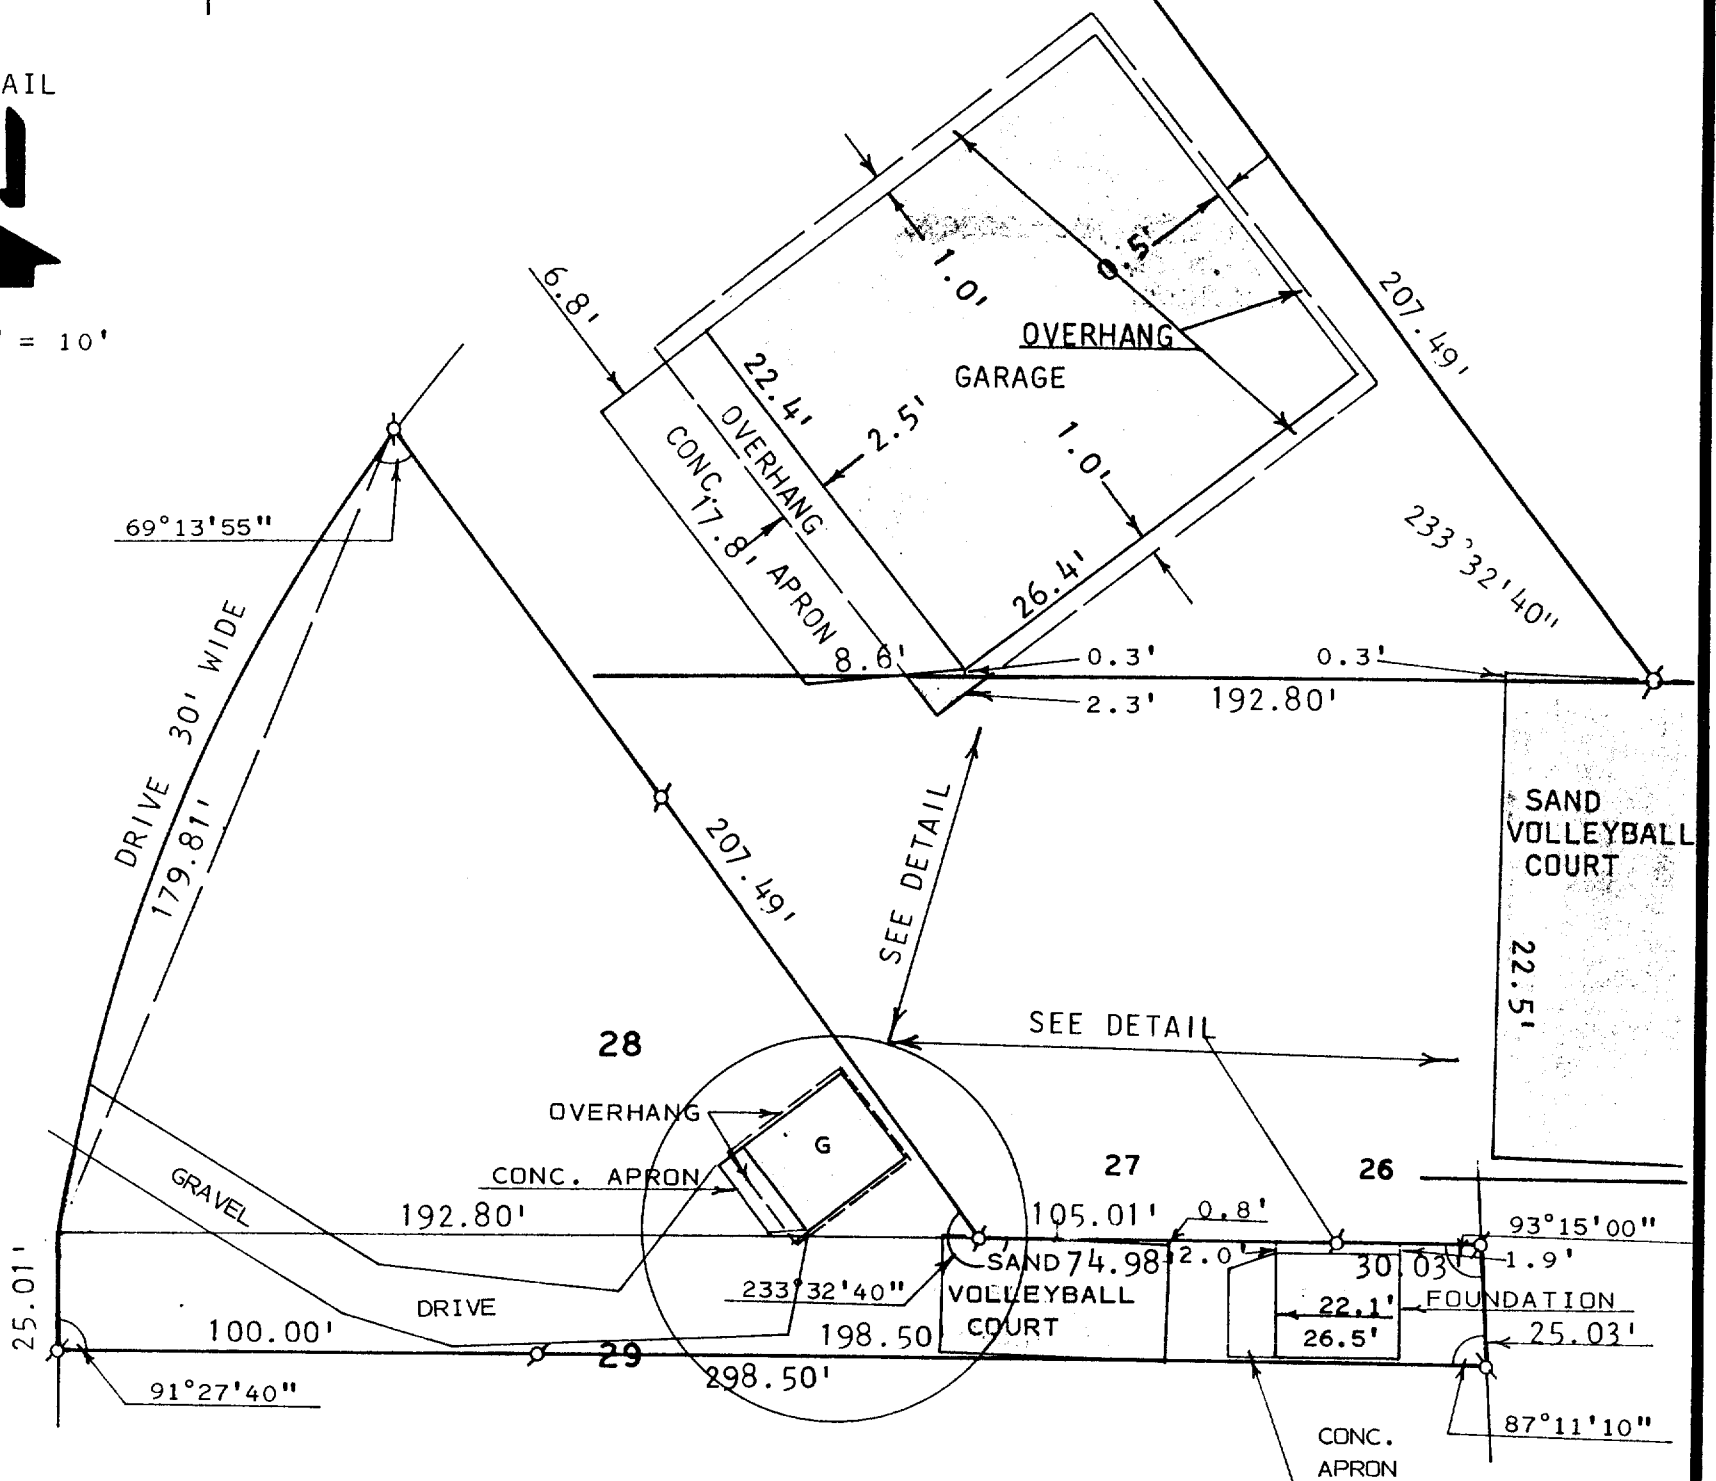 AIL
= 10'
6.8'
1.0'
0.5'
OVERHANG
GARAGE
207.49'
22.4'
2.5'
1.0'
OVERHANG
CONC.
17.8'
APRON
26.4'
233°32'40"
69°13'55"
8.6'
0.3'
0.3'
2.3'
192.80'
DRIVE 30' WIDE
179.81'
207.49'
SEE DETAIL
SAND
VOLLEYBALL
COURT
22.5'
SEE DETAIL
28
OVERHANG
G
CONC. APRON
27
26
GRAVEL
192.80'
105.01'
0.8'
93°15'00"
SAND
74.98'
2.0'
30.03'
1.9'
233°32'40"
VOLLEYBALL
COURT
22.1'
FOUNDATION
26.5'
25.01'
DRIVE
100.00'
198.50
25.03'
29
298.50'
91°27'40"
87°11'10"
CONC.
APRON